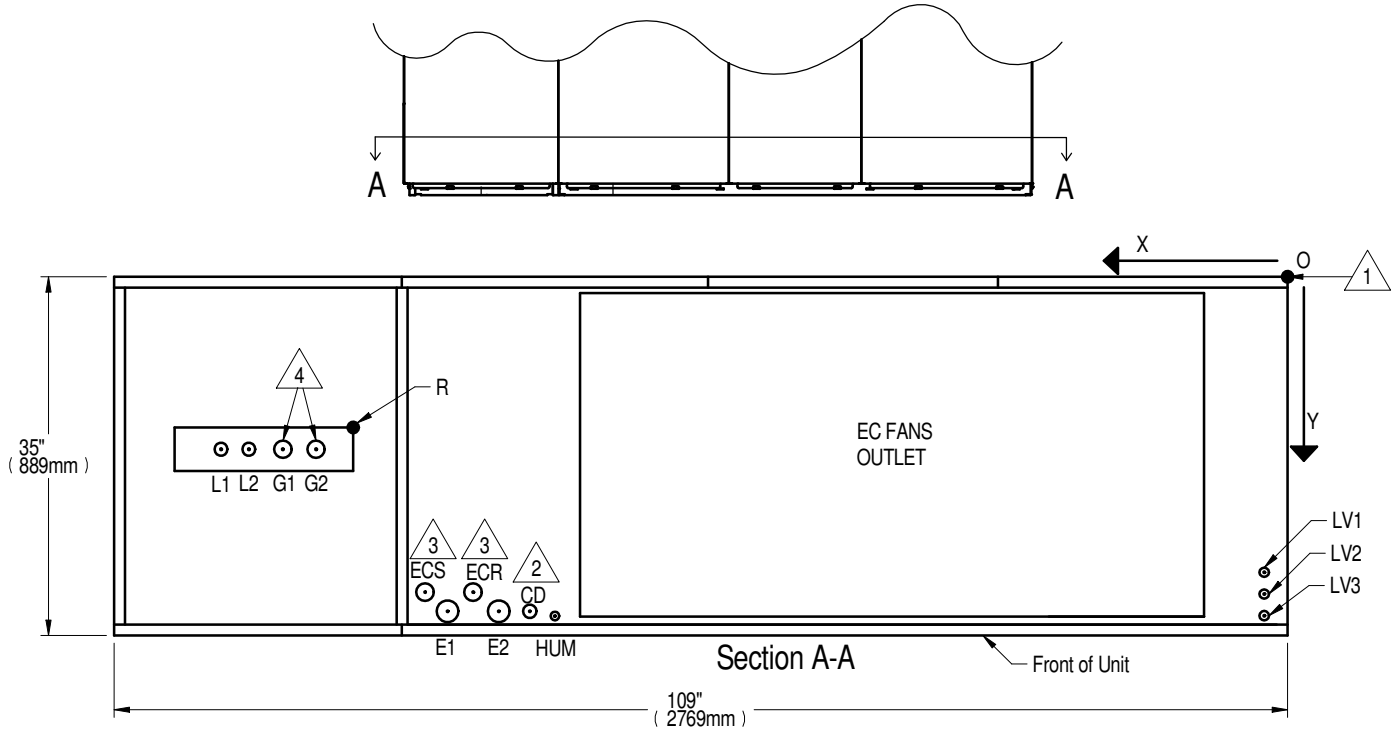 A A
X
O
1
4
R
Y
35"
( 889mm )
EC FANS
OUTLET
L1 L2 G1 G2
LV1
3 3
LV2
ECS ECR 2
CD
LV3
E1 E2 HUM
Section A-A
Front of Unit
109"
( 2769mm )